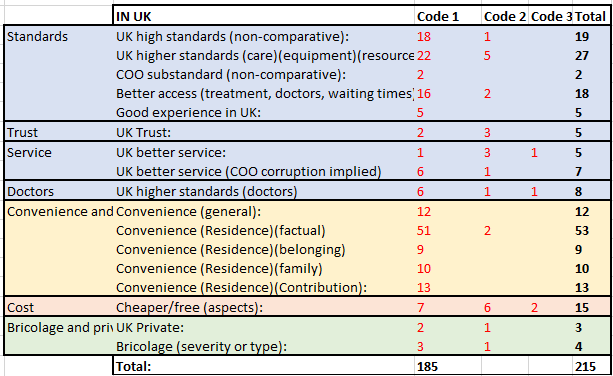 IN UK Code 1 Code 2 Code 3 Total
Standards UK high standards (non-comparative): 18 1 19
UK higher standards (care)(equipment)(resource 22 5 27
COO substandard (non-comparative): 2 2
Better access (treatment, doctors, waiting times) 16 2 18
Good experience in UK: 5 5
Trust UK Trust: 2 3 5
Service UK better service: 1 3 1 5
UK better service (COO corruption implied) 6 1 7
Doctors UK higher standards (doctors) 6 1 1 8
Convenience and Convenience (general): 12 12
Convenience (Residence)(factual) 51 2 53
Convenience (Residence)(belonging) 9 9
Convenience (Residence)(family) 10 10
Convenience (Residence)(Contribution): 13 13
Cost Cheaper/free (aspects): 7 6 2 15
Bricolage and priv UK Private: 2 1 3
Bricolage (severity or type): 3 1 4
Total: 185 215